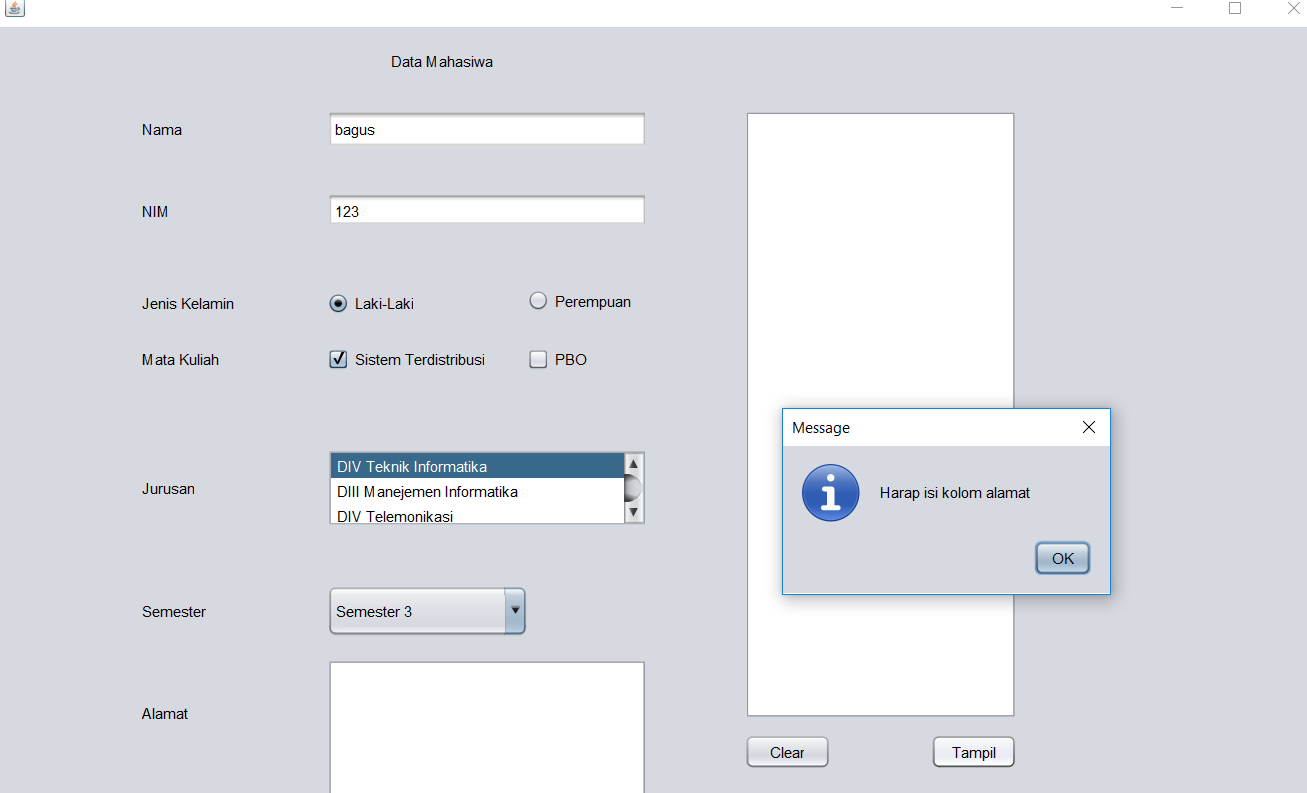 Data Mahasiwa
Nama
bagus
NIM
123
Jenis Kelamin
Laki-Laki
Perempuan
Mata Kuliah
Sistem Terdistribusi
PBO
Jurusan
DIV Teknik Informatika
DIII Manejemen Informatika
DIV Telemonikasi
Semester
Semester 3
Alamat
Message
Harap isi kolom alamat
OK
Clear
Tampil